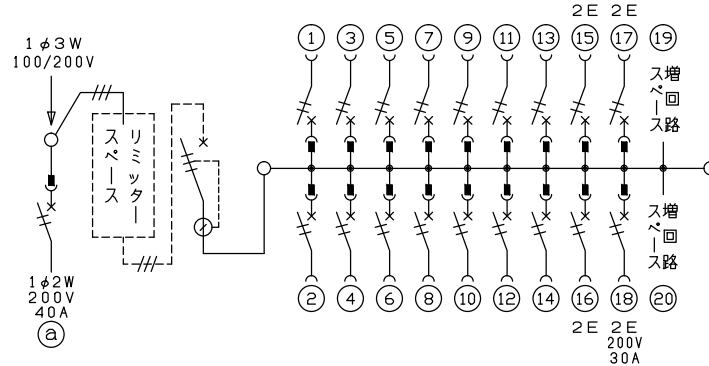 2E 2E
1φ3W
100/200V
① ③ ⑤ ⑦ ⑨ ⑪ ⑬ ⑮ ⑰ ⑲
増回路
スペース
リミッター
スペース
増回路
スペース
1φ2W
200V
40A
ⓐ
② ④ ⑥ ⑧ ⑩ ⑫ ⑭ ⑯ ⑱ ⑳
2E 2E
200V
30A